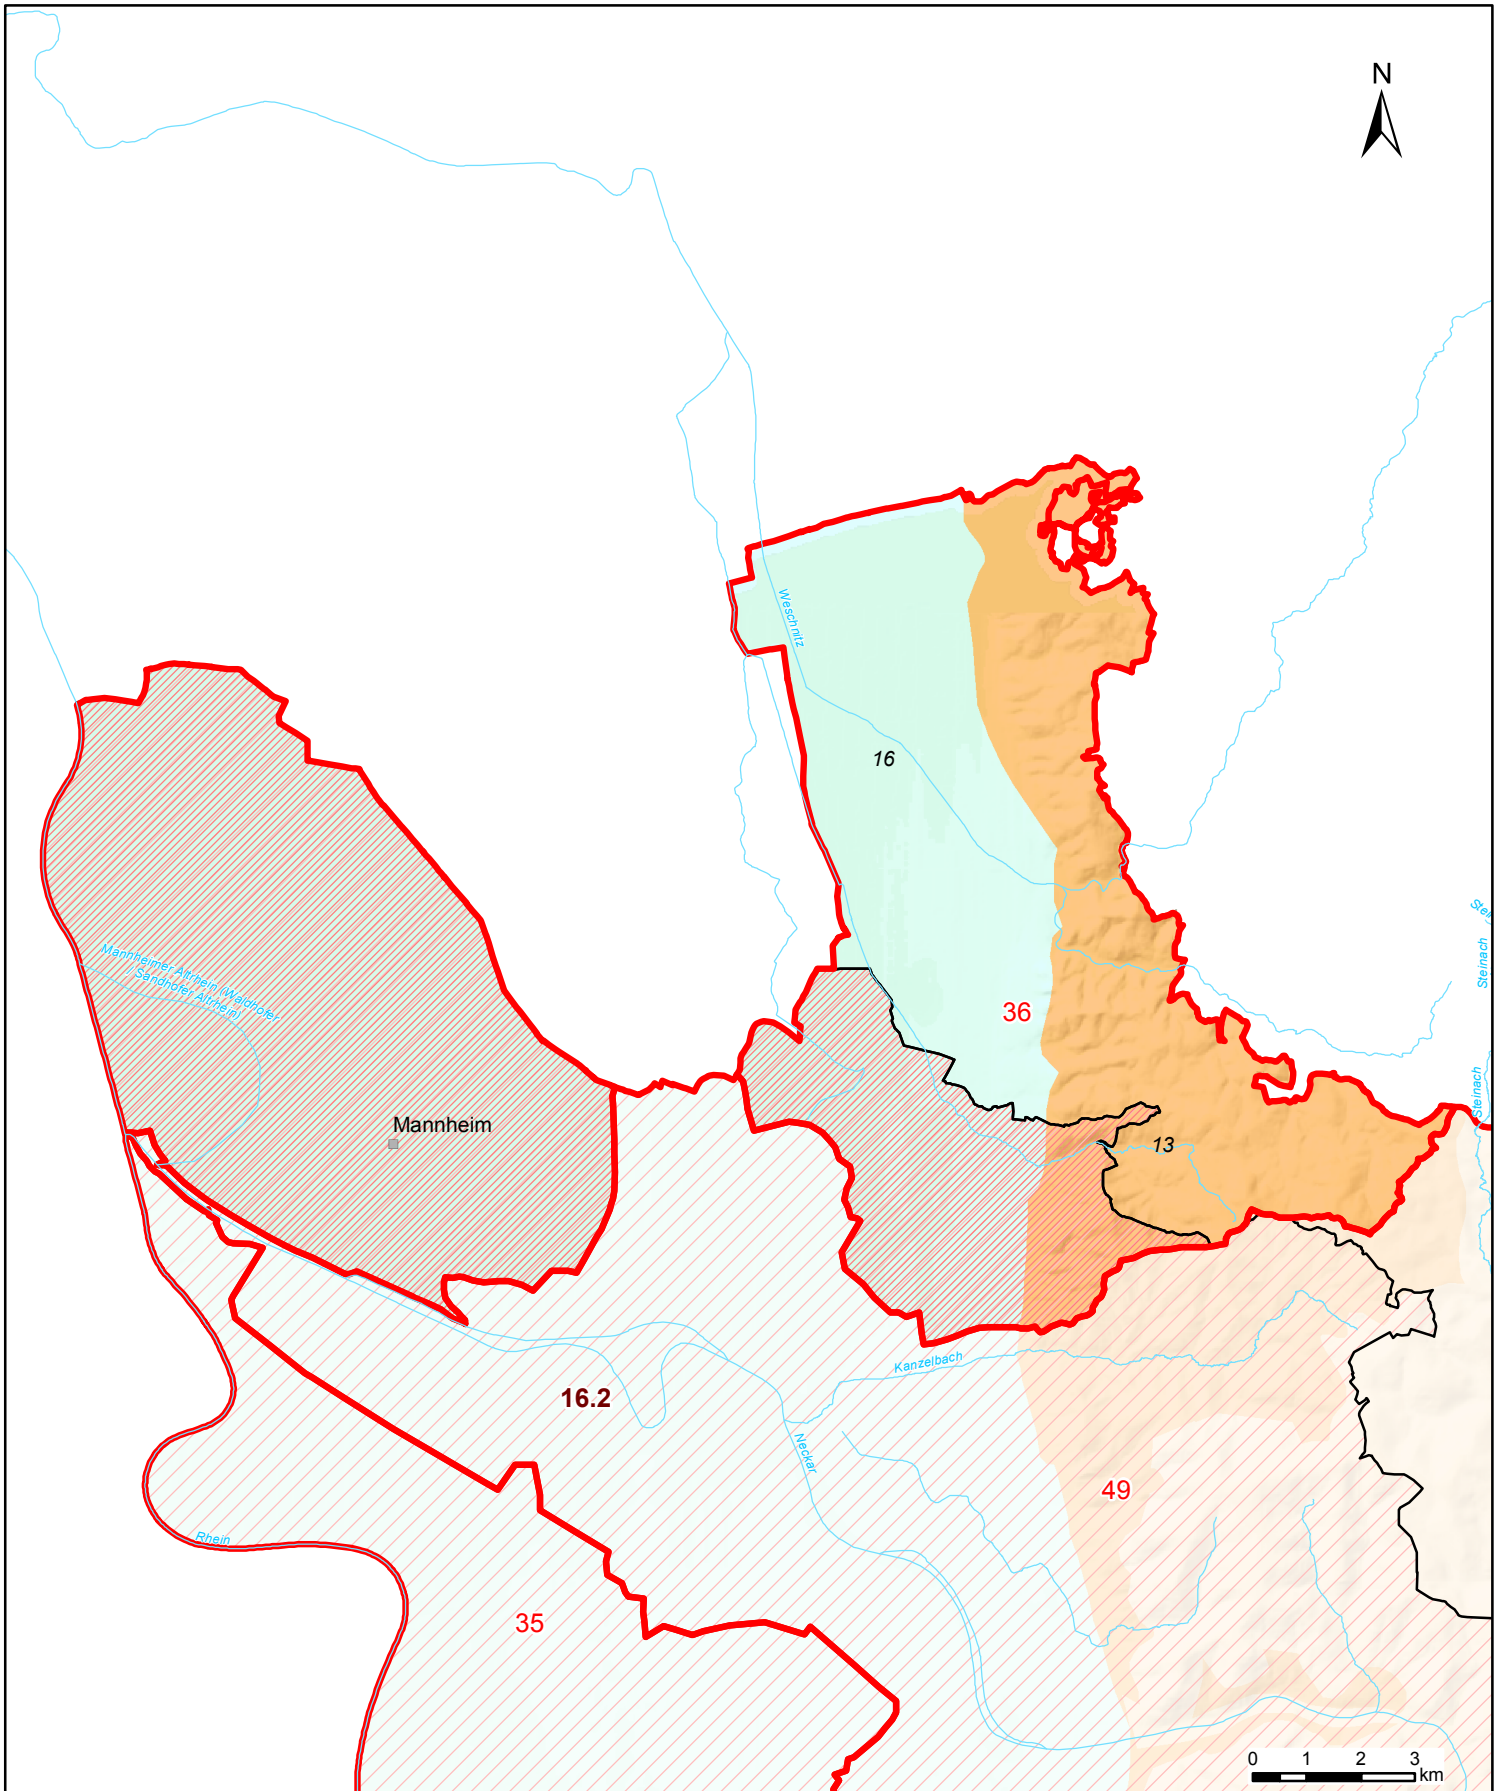 N
Weschnitz
16
Stei
Steinach
Mannheimer Altrhein (Waldhofer
/ Sandhofer Altrhein)
36
Steinach
Mannheim
13
Kanzelbach
16.2
Neckar
49
Rhein
35
0 1 2 3
km